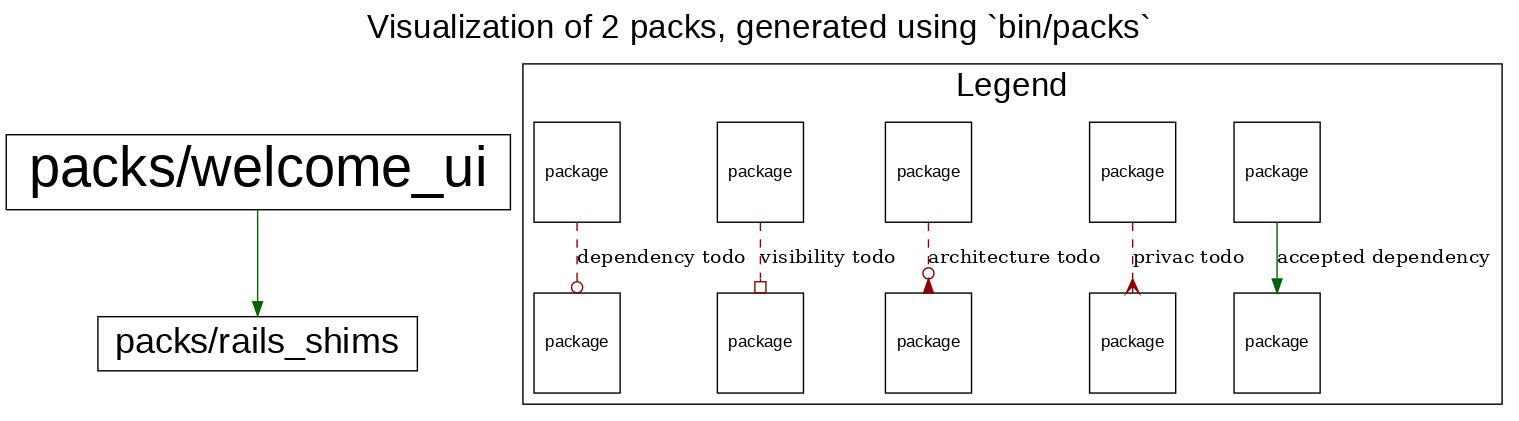 Visualization of 2 packs, generated using `bin/packs`
packs/welcome_ui
packs/rails_shims
Legend
package
package
package
package
package
dependency todo
visibility todo
architecture todo
privac todo
accepted dependency
package
package
package
package
package